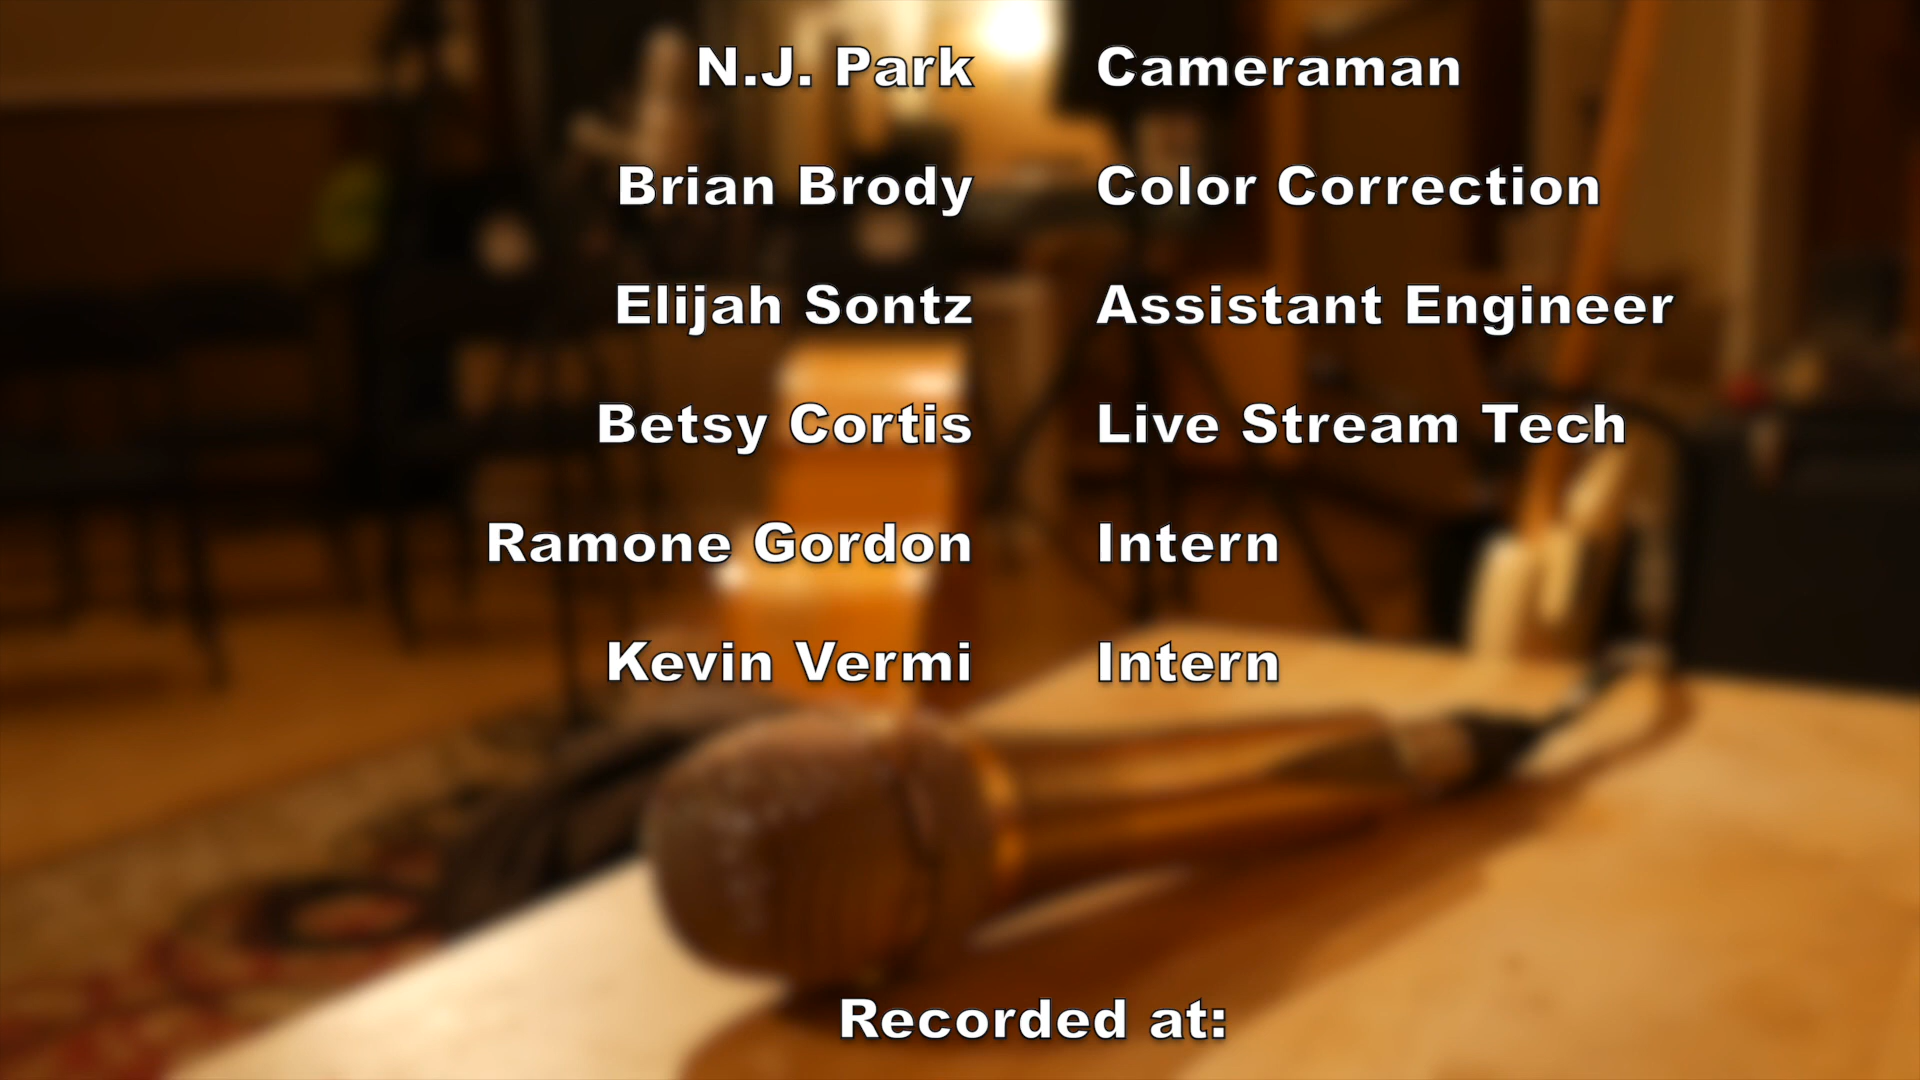 N.J. Park Cameraman
Brian Brody Color Correction
Elijah Sontz Assistant Engineer
Betsy Cortis Live Stream Tech
Ramone Gordon Intern
Kevin Vermi Intern
Recorded at: